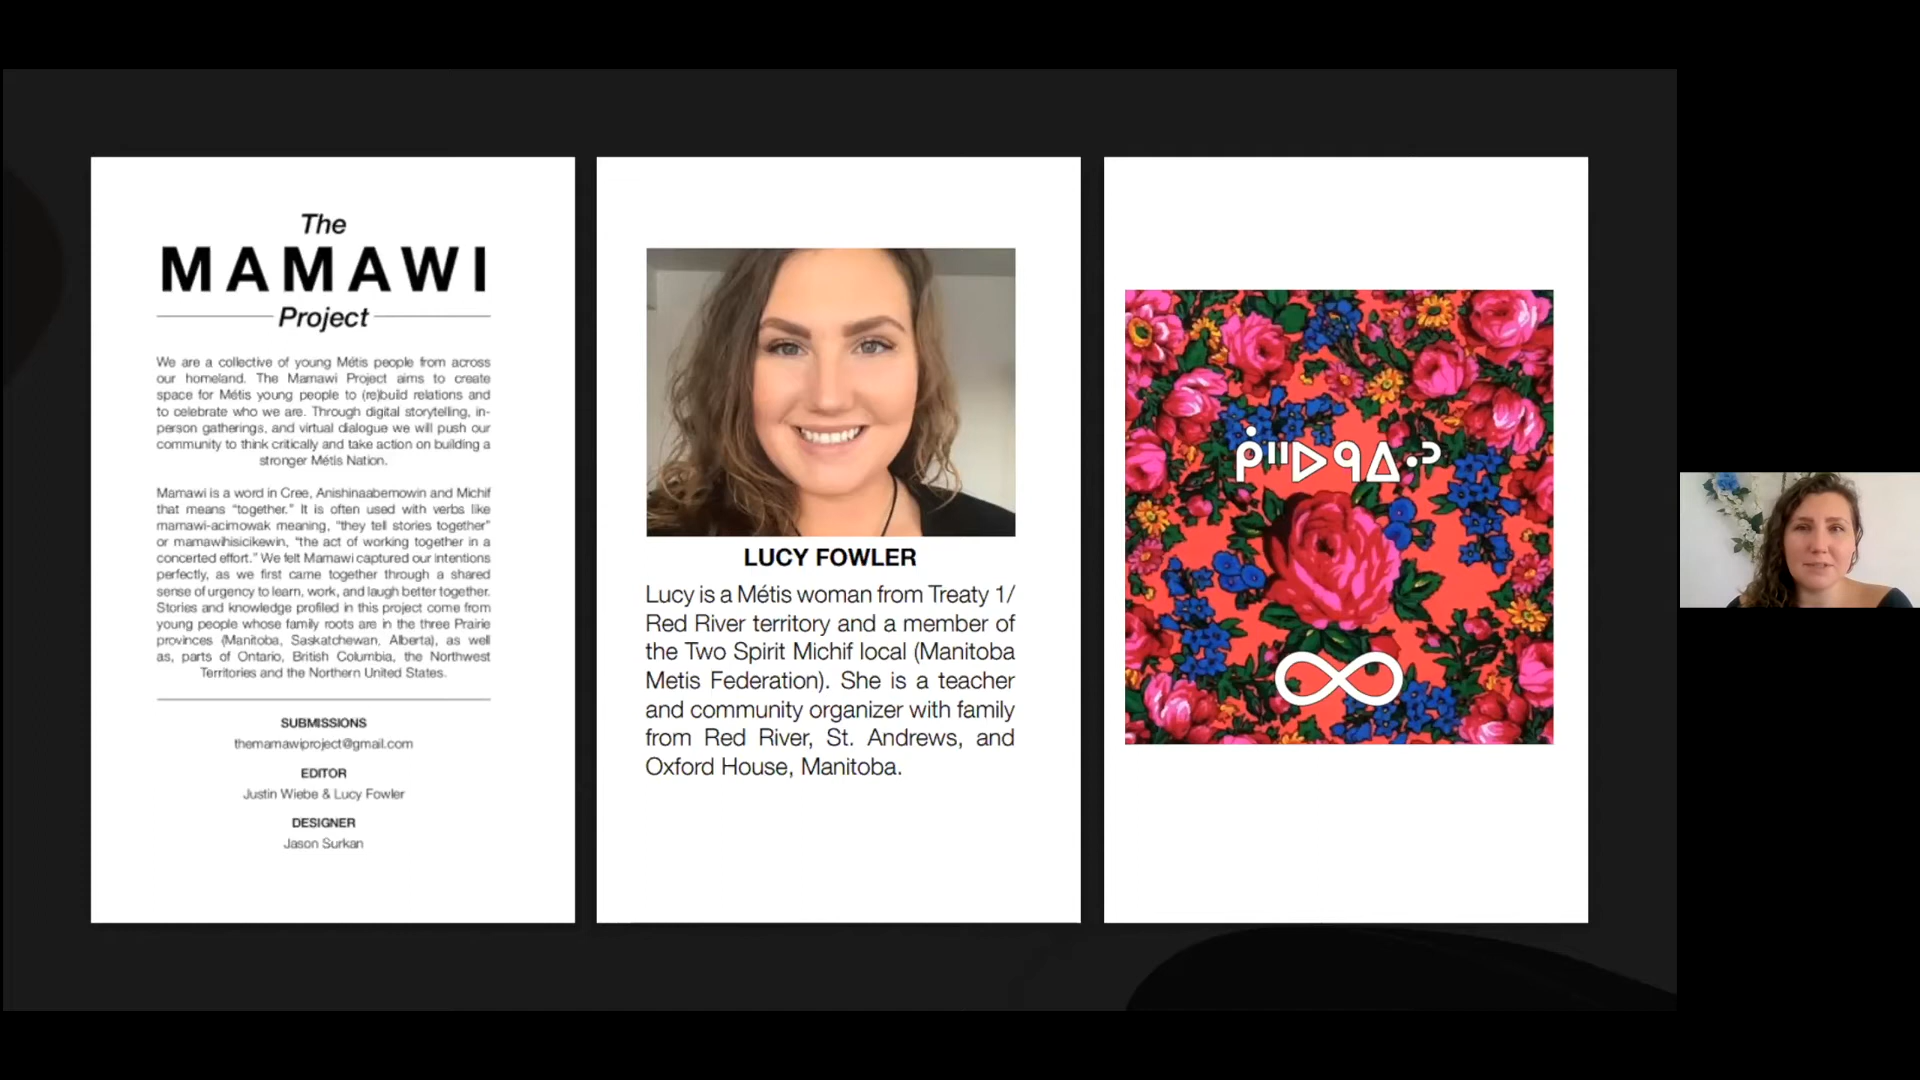 The
MAMAWI
Project
We are a collective of young Métis people from across
our homeland. The Mamawi Project aims to create
space for Métis young people to (re)build relations and
to celebrate who we are. Through digital storytelling, in-
person gatherings, and virtual dialogue we will push our
community to think critically and take action on building a
stronger Métis Nation.
Mamawi is a word in Cree, Anishinaabemowin and Michif
that means “together.” It is often used with verbs like
mamawi-acimowak meaning, “they tell stories together”
or mamawihisicikewin, “the act of working together in a
concerted effort.” We felt Mamawi captured our intentions
perfectly, as we first came together through a shared
sense of urgency to learn, work, and laugh better together.
Stories and knowledge profiled in this project come from
young people whose family roots are in the three Prairie
provinces (Manitoba, Saskatchewan, Alberta), as well
as, parts of Ontario, British Columbia, the Northwest
Territories and the Northern United States.
SUBMISSIONS
themamawiproject@gmail.com
EDITOR
Justin Wiebe & Lucy Fowler
DESIGNER
Jason Surkan
LUCY FOWLER
Lucy is a Métis woman from Treaty 1/
Red River territory and a member of
the Two Spirit Michif local (Manitoba
Metis Federation). She is a teacher
and community organizer with family
from Red River, St. Andrews, and
Oxford House, Manitoba.
ᑮᐦᐅᑫᐏᐣ